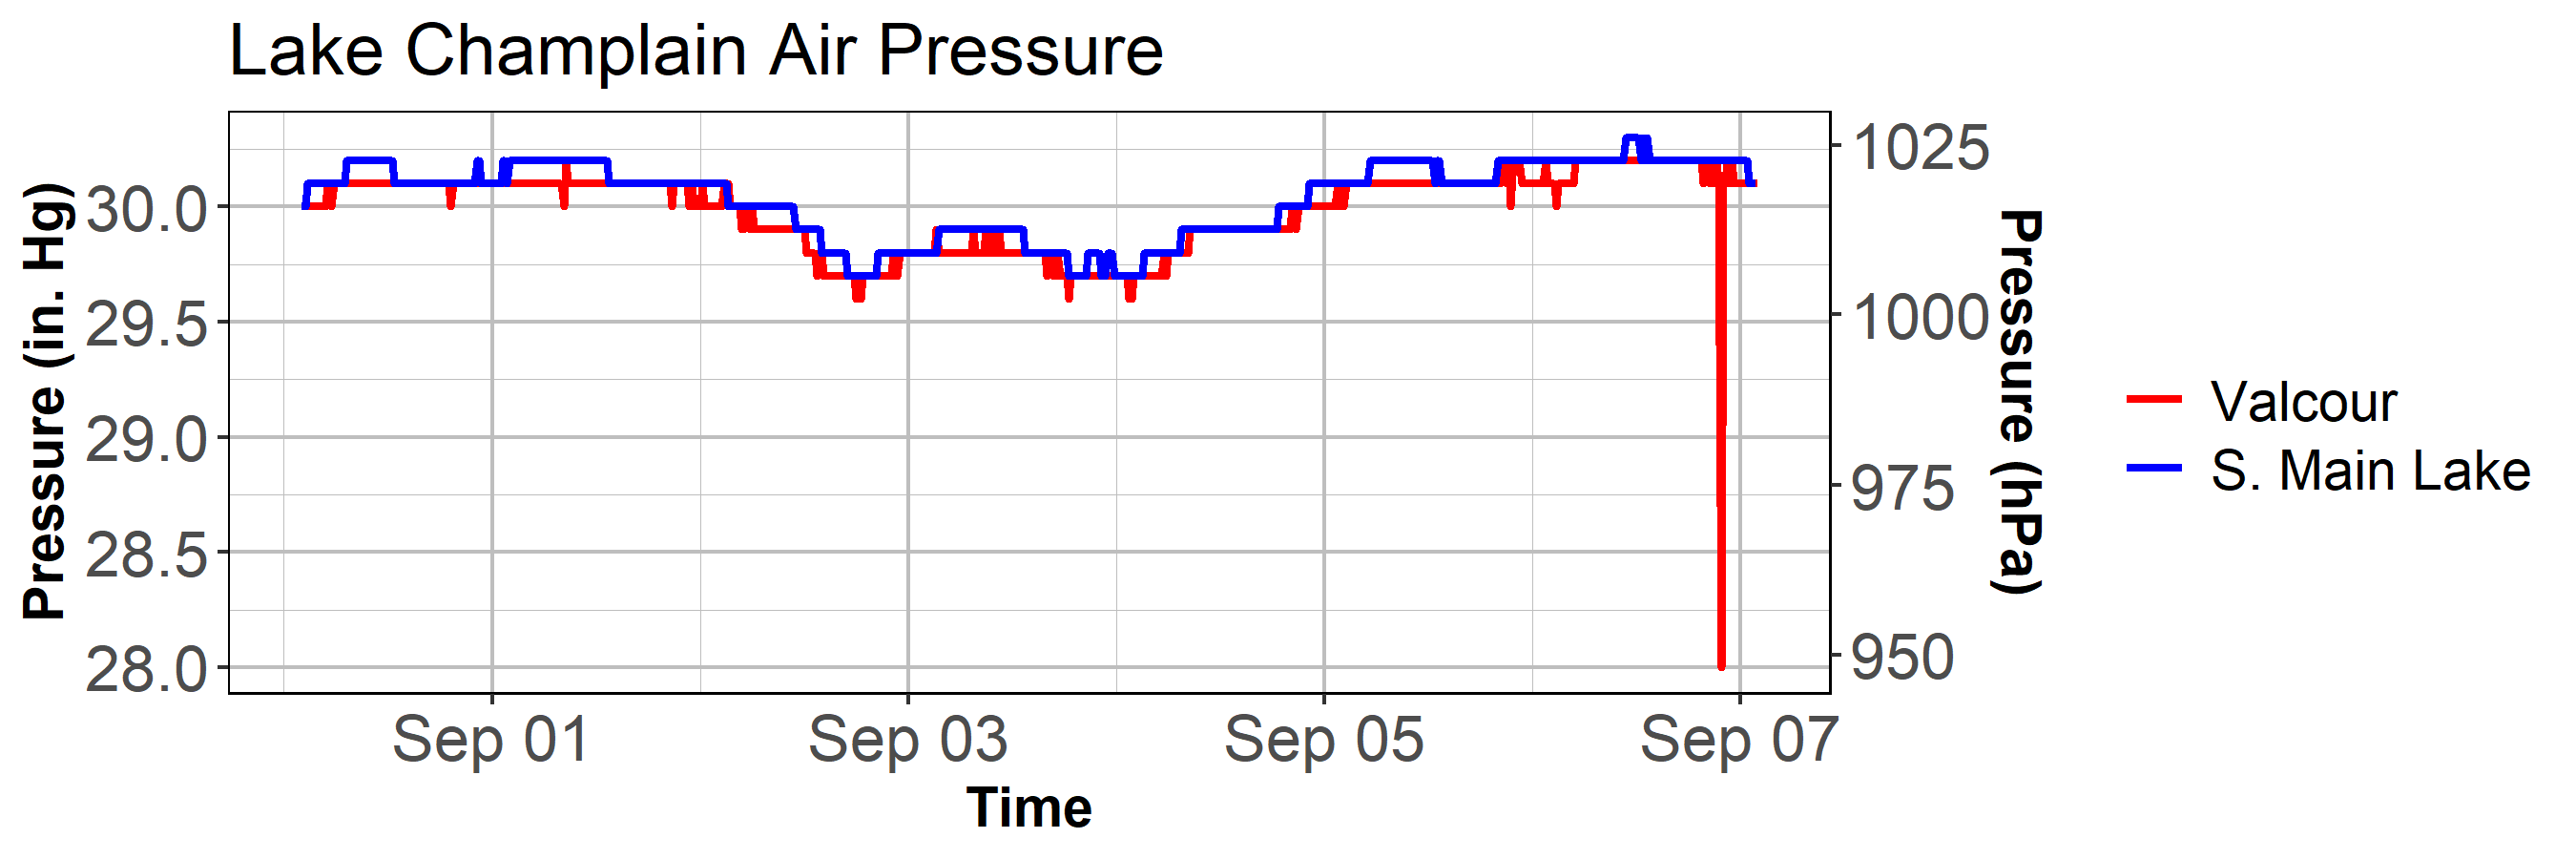 Lake Champlain Air Pressure
Pressure (in. Hg)
30.0
29.5
29.0
28.5
28.0
1025
1000
975
950
Pressure (hPa)
Valcour
S. Main Lake
Sep 01
Sep 03
Sep 05
Sep 07
Time